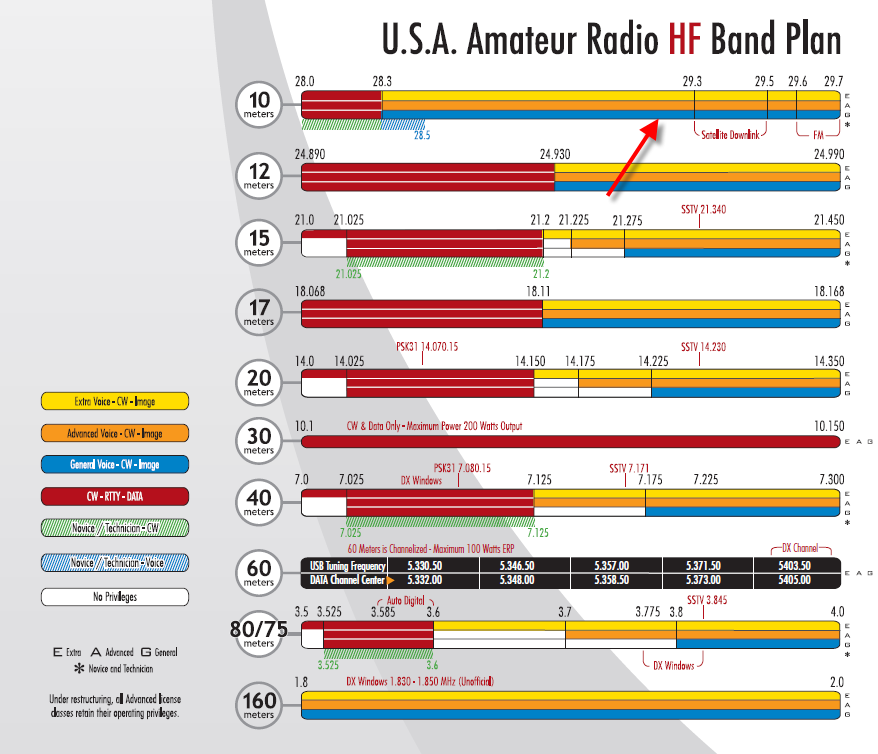 U.S.A. Amateur Radio HF Band Plan
28.0 28.3 29.3 29.5 29.6 29.7
10 meters
E
A
G
*
28.5 Satellite Downlink FM
24.890 24.930 24.990
12 meters
E
A
G
SSTV 21.340
21.0 21.025 21.2 21.225 21.275 21.450
15 meters
E
A
G
*
21.025 21.2
18.068 18.11 18.168
17 meters
E
A
G
PSK31 14.070.15 SSTV 14.230
14.0 14.025 14.150 14.175 14.225 14.350
20 meters
E
A
G
10.1 CW & Data Only - Maximum Power 200 Watts Output 10.150
30 meters
E A G
PSK31 7.080.15 SSTV 7.171
7.0 7.025 DX Windows 7.125 7.175 7.225 7.300
40 meters
E
A
G
*
7.025 7.125
60 Meters is Channelized - Maximum 100 Watts ERP DX Channel
60 meters
USB Tuning Frequency 5.330.50 5.346.50 5.357.00 5.371.50 5403.50
DATA Channel Center 5.332.00 5.348.00 5.358.50 5.373.00 5405.00
E A G
Auto Digital SSTV 3.845
3.5 3.525 3.585 3.6 3.7 3.775 3.8 4.0
80/75 meters
E
A
G
*
3.525 3.6 DX Windows
1.8 DX Windows 1.830 - 1.850 MHz (Unofficial) 2.0
160 meters
E
A
G
Extra Voice - CW - Image
Advanced Voice - CW - Image
General Voice - CW - Image
CW - RTTY - DATA
Novice / Technician - CW
Novice / Technician - Voice
No Privileges
E Extra A Advanced G General
* Novice and Technician
Under restructuring, all Advanced license
classes retain their operating privileges.